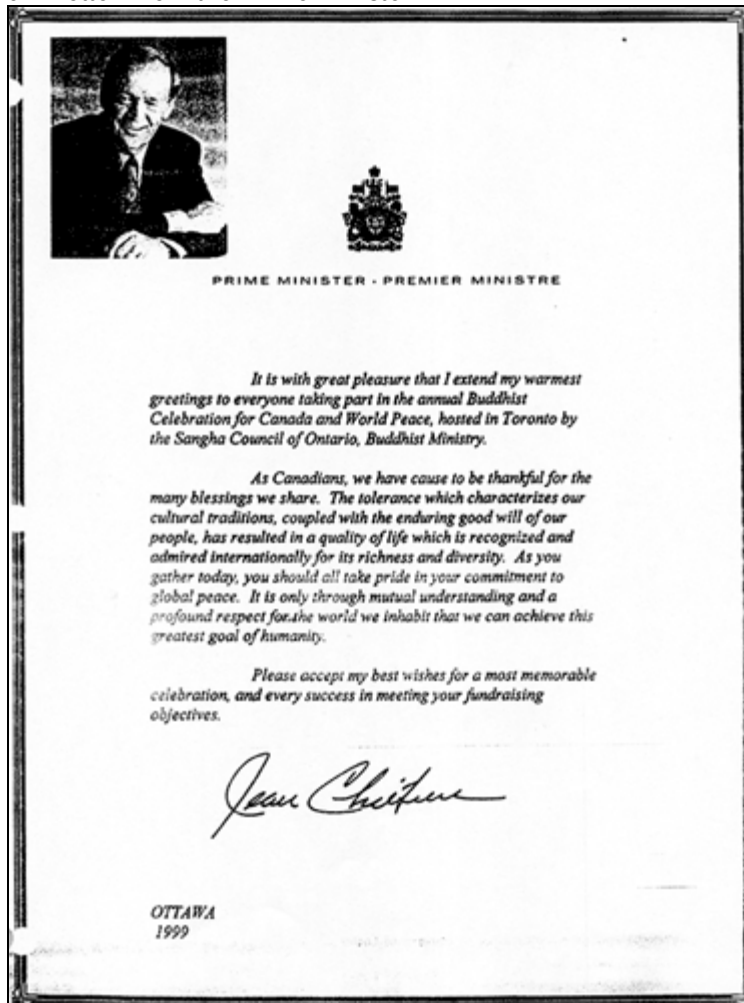 PRIME MINISTER - PREMIER MINISTRE
It is with great pleasure that I extend my warmest
greetings to everyone taking part in the annual Buddhist
Celebration for Canada and World Peace, hosted in Toronto by
the Sangha Council of Ontario, Buddhist Ministry.
As Canadians, we have cause to be thankful for the
many blessings we share. The tolerance which characterizes our
cultural traditions, coupled with the enduring good will of our
people, has resulted in a quality of life which is recognized and
admired internationally for its richness and diversity. As you
gather today, you should all take pride in your commitment to
global peace. It is only through mutual understanding and a
profound respect for the world we inhabit that we can achieve this
greatest goal of humanity.
Please accept my best wishes for a most memorable
celebration, and every success in meeting your fundraising
objectives.
Jean Chrétien
OTTAWA
1999